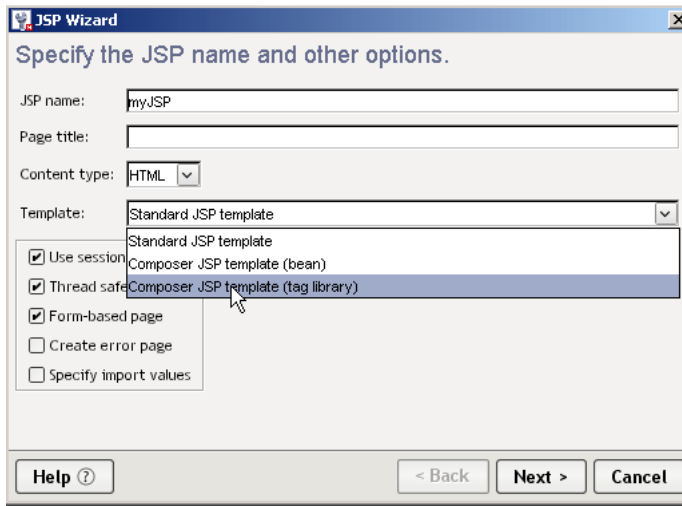 JSP Wizard
Specify the JSP name and other options.
JSP name: myJSP
Page title:
Content type: HTML
Template: Standard JSP template
Standard JSP template
Use session
Composer JSP template (bean)
Thread safe
Composer JSP template (tag library)
Form-based page
Create error page
Specify import values
Help ?
< Back
Next >
Cancel